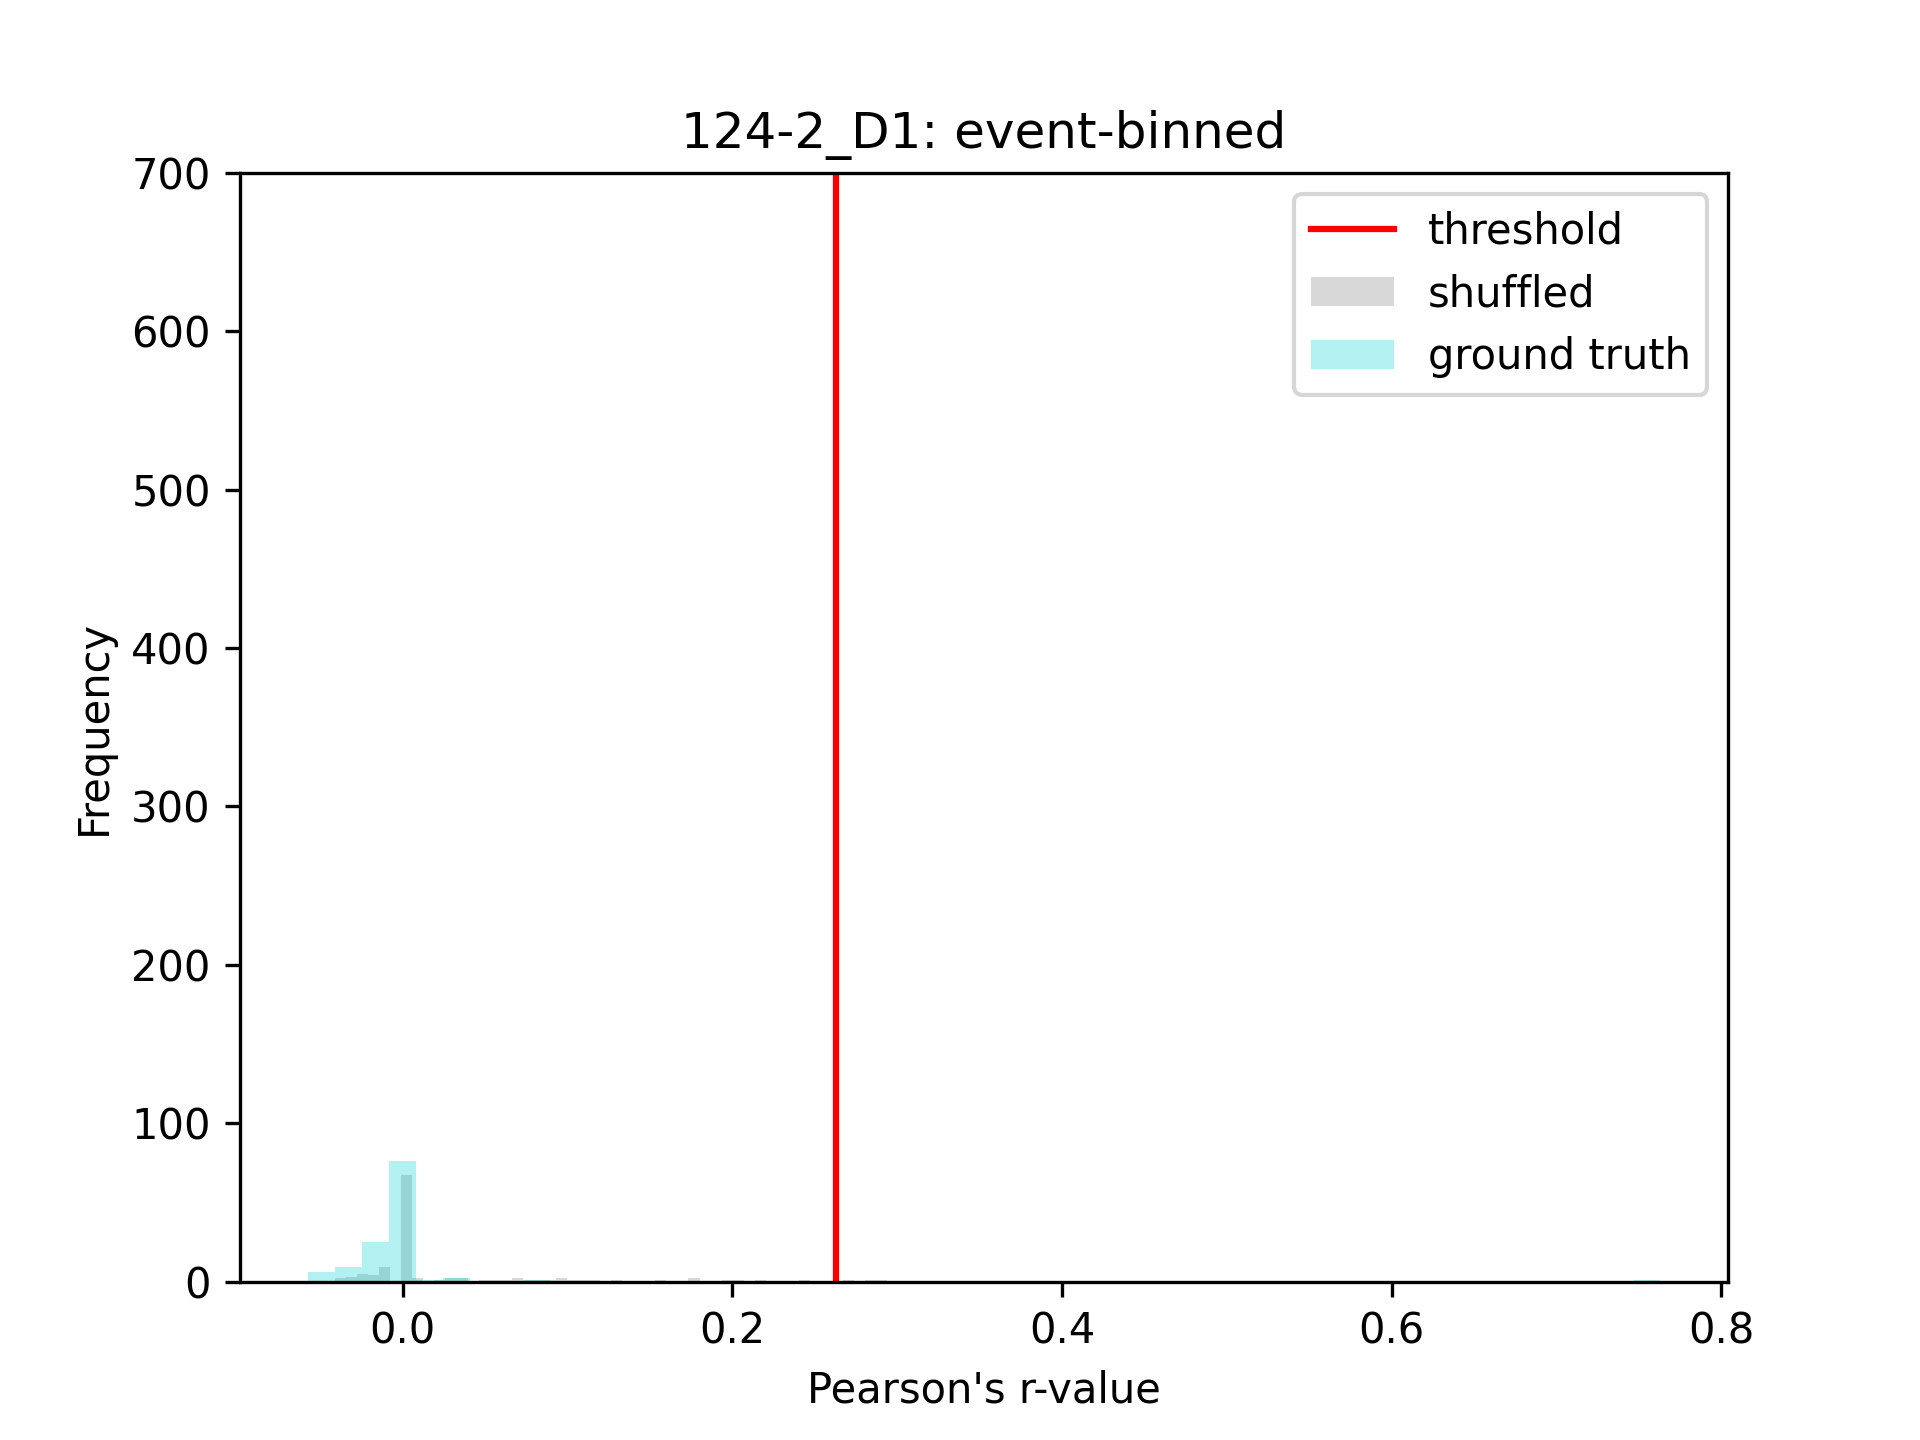 124-2_D1: event-binned
700
600
500
400
300
200
100
0
Frequency
threshold
shuffled
ground truth
0.0 0.2 0.4 0.6 0.8
Pearson's r-value